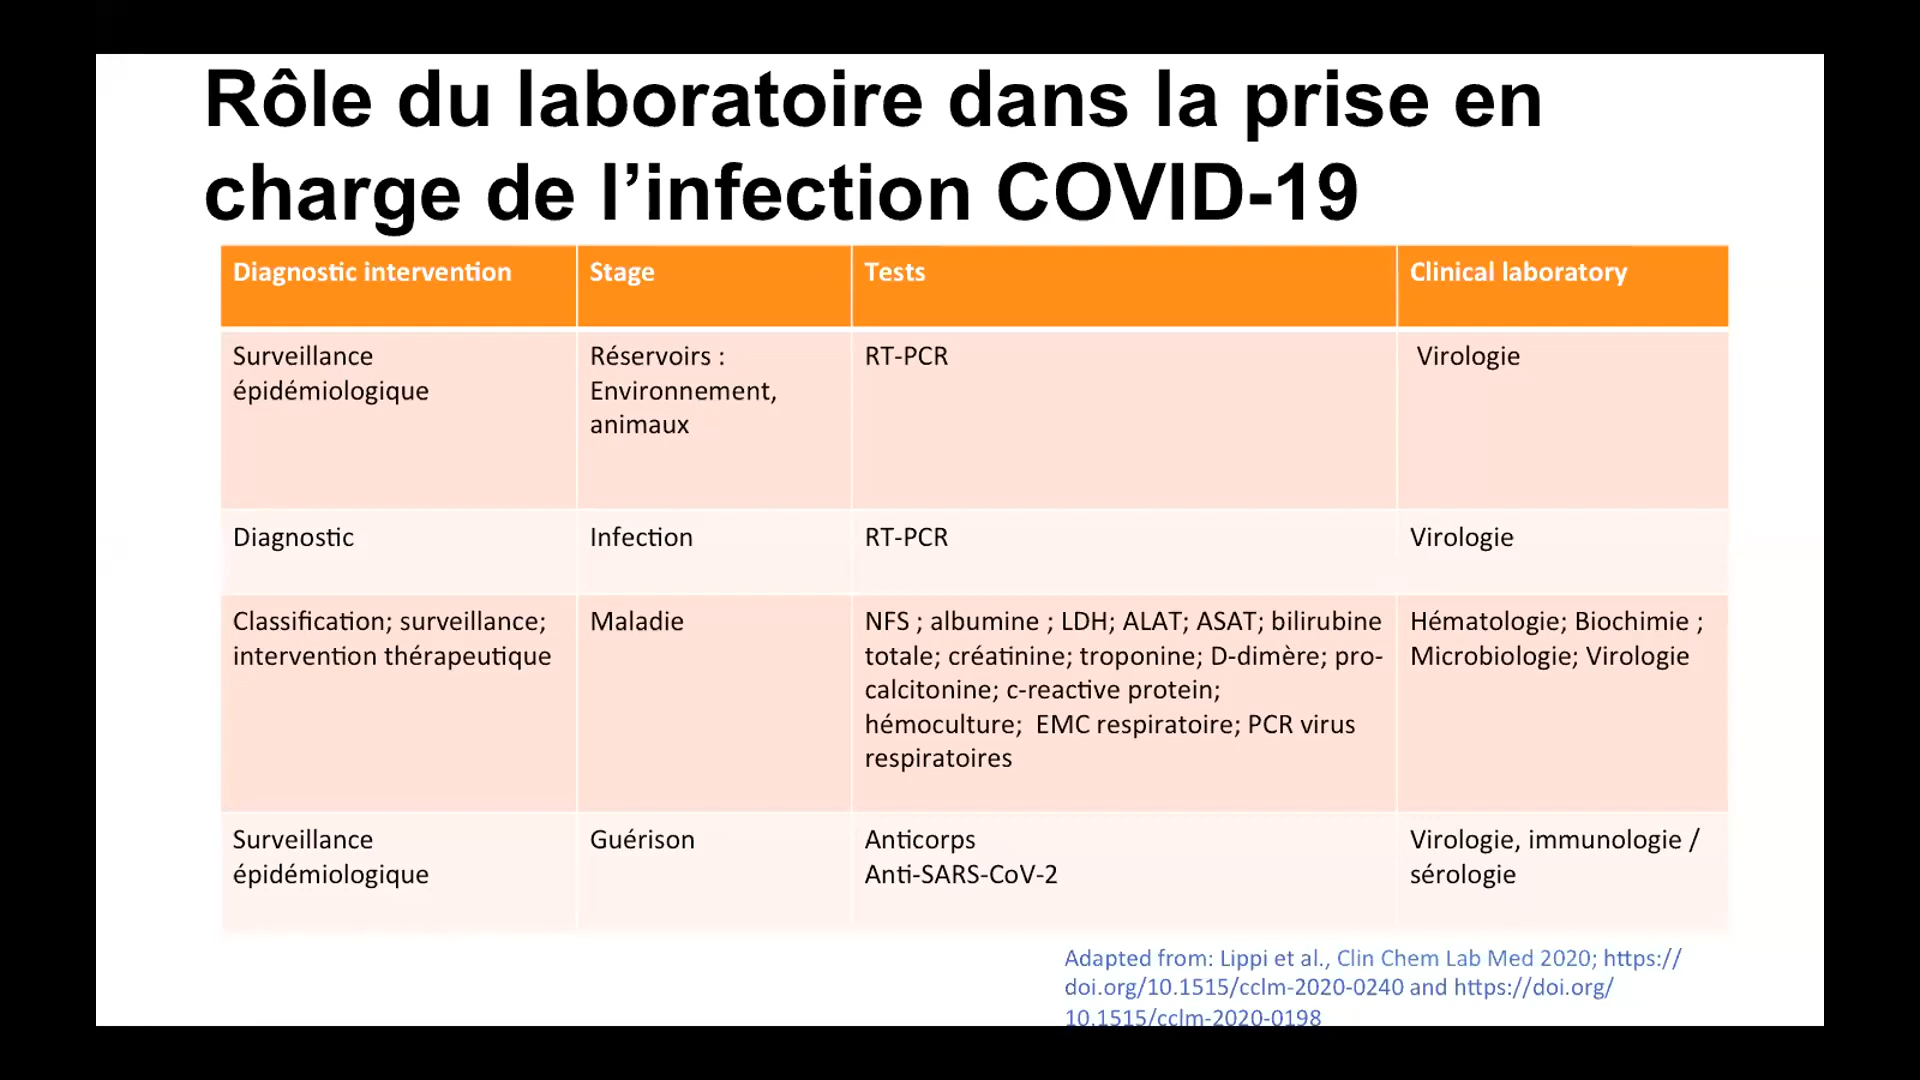 Rôle du laboratoire dans la prise en
charge de l’infection COVID-19
Diagnostic intervention
Stage
Tests
Clinical laboratory
Surveillance
épidémiologique
Réservoirs :
Environnement,
animaux
RT-PCR
Virologie
Diagnostic
Infection
RT-PCR
Virologie
Classification; surveillance;
intervention thérapeutique
Maladie
NFS ; albumine ; LDH; ALAT; ASAT; bilirubine
totale; créatinine; troponine; D-dimère; pro-
calcitonine; c-reactive protein;
hémoculture;  EMC respiratoire; PCR virus
respiratoires
Hématologie; Biochimie ;
Microbiologie; Virologie
Surveillance
épidémiologique
Guérison
Anticorps
Anti-SARS-CoV-2
Virologie, immunologie /
sérologie
Adapted from: Lippi et al., Clin Chem Lab Med 2020; https://
doi.org/10.1515/cclm-2020-0240 and https://doi.org/
10.1515/cclm-2020-0198